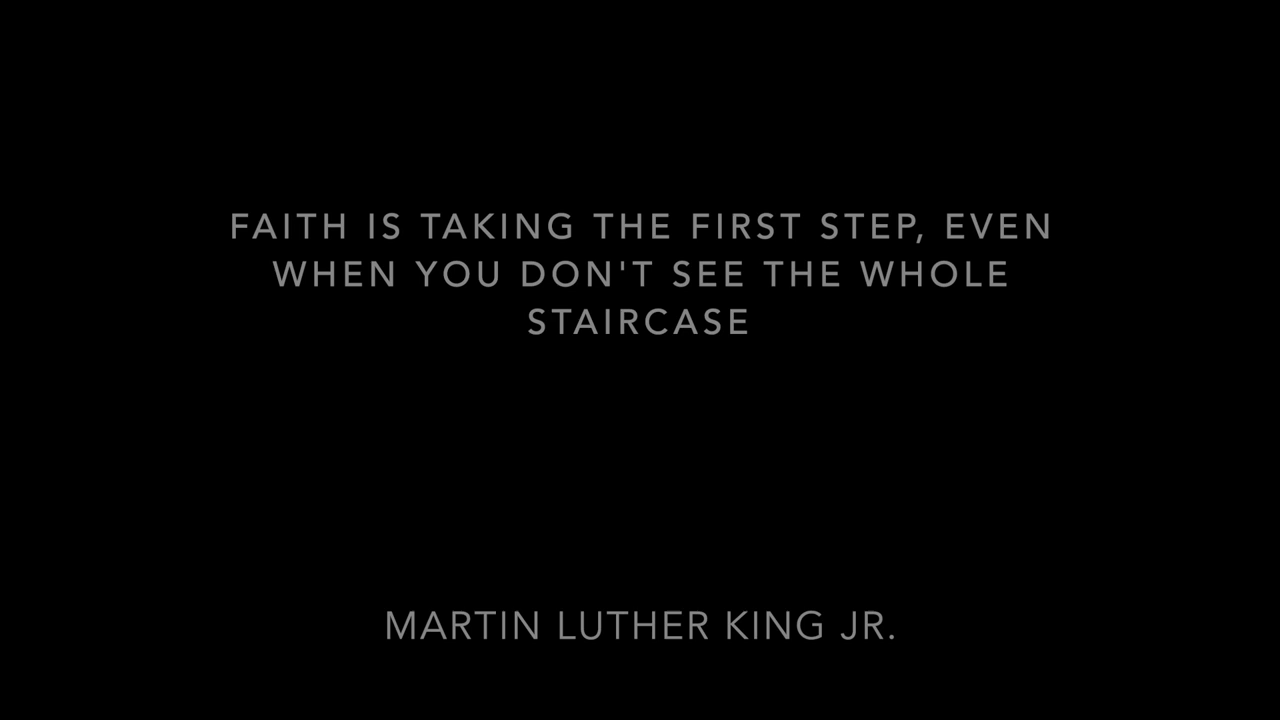 FAITH IS TAKING THE FIRST STEP, EVEN
WHEN YOU DON'T SEE THE WHOLE
STAIRCASE
MARTIN LUTHER KING JR.